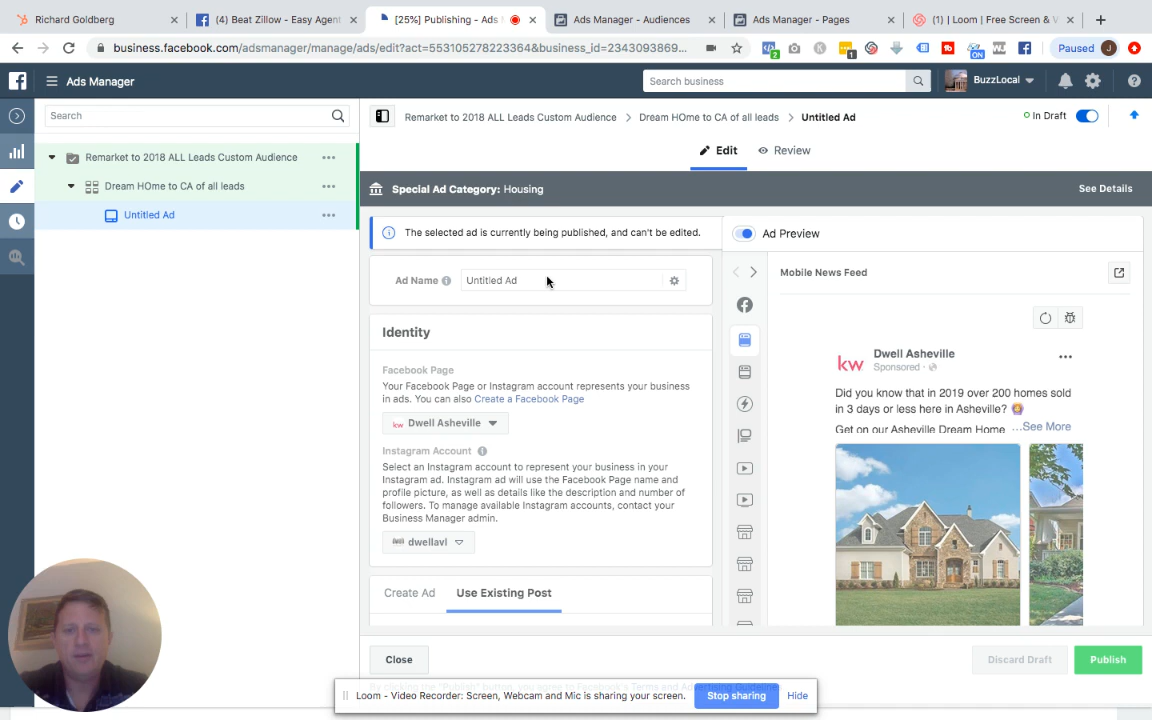 Richard Goldberg
(4) Beat Zillow - Easy Agen
[25%] Publishing - Ads
Ads Manager - Audiences
Ads Manager - Pages
(1) | Loom | Free Screen & V
business.facebook.com/adsmanager/manage/ads/edit?act=553105278223364&business_id=2343093869...
2
1
ON
WJ
Paused
J
Ads Manager
Search business
BuzzLocal
Search
Remarket to 2018 ALL Leads Custom Audience
Dream HOme to CA of all leads
Untitled Ad
Remarket to 2018 ALL Leads Custom Audience > Dream HOme to CA of all leads > Untitled Ad
In Draft
Edit
Review
Special Ad Category: Housing
See Details
The selected ad is currently being published, and can't be edited.
Ad Name
Untitled Ad
Identity
Facebook Page
Your Facebook Page or Instagram account represents your business
in ads. You can also Create a Facebook Page
kw Dwell Asheville
Instagram Account
Select an Instagram account to represent your business in your
Instagram ad. Instagram ad will use the Facebook Page name and
profile picture, as well as details like the description and number of
followers. To manage available Instagram accounts, contact your
Business Manager admin.
dwellavl
Create Ad
Use Existing Post
Ad Preview
Mobile News Feed
kw
Dwell Asheville
Sponsored
Did you know that in 2019 over 200 homes sold
in 3 days or less here in Asheville?
Get on our Asheville Dream Home ...See More
Close
Discard Draft
Publish
Loom - Video Recorder: Screen, Webcam and Mic is sharing your screen.
Stop sharing
Hide